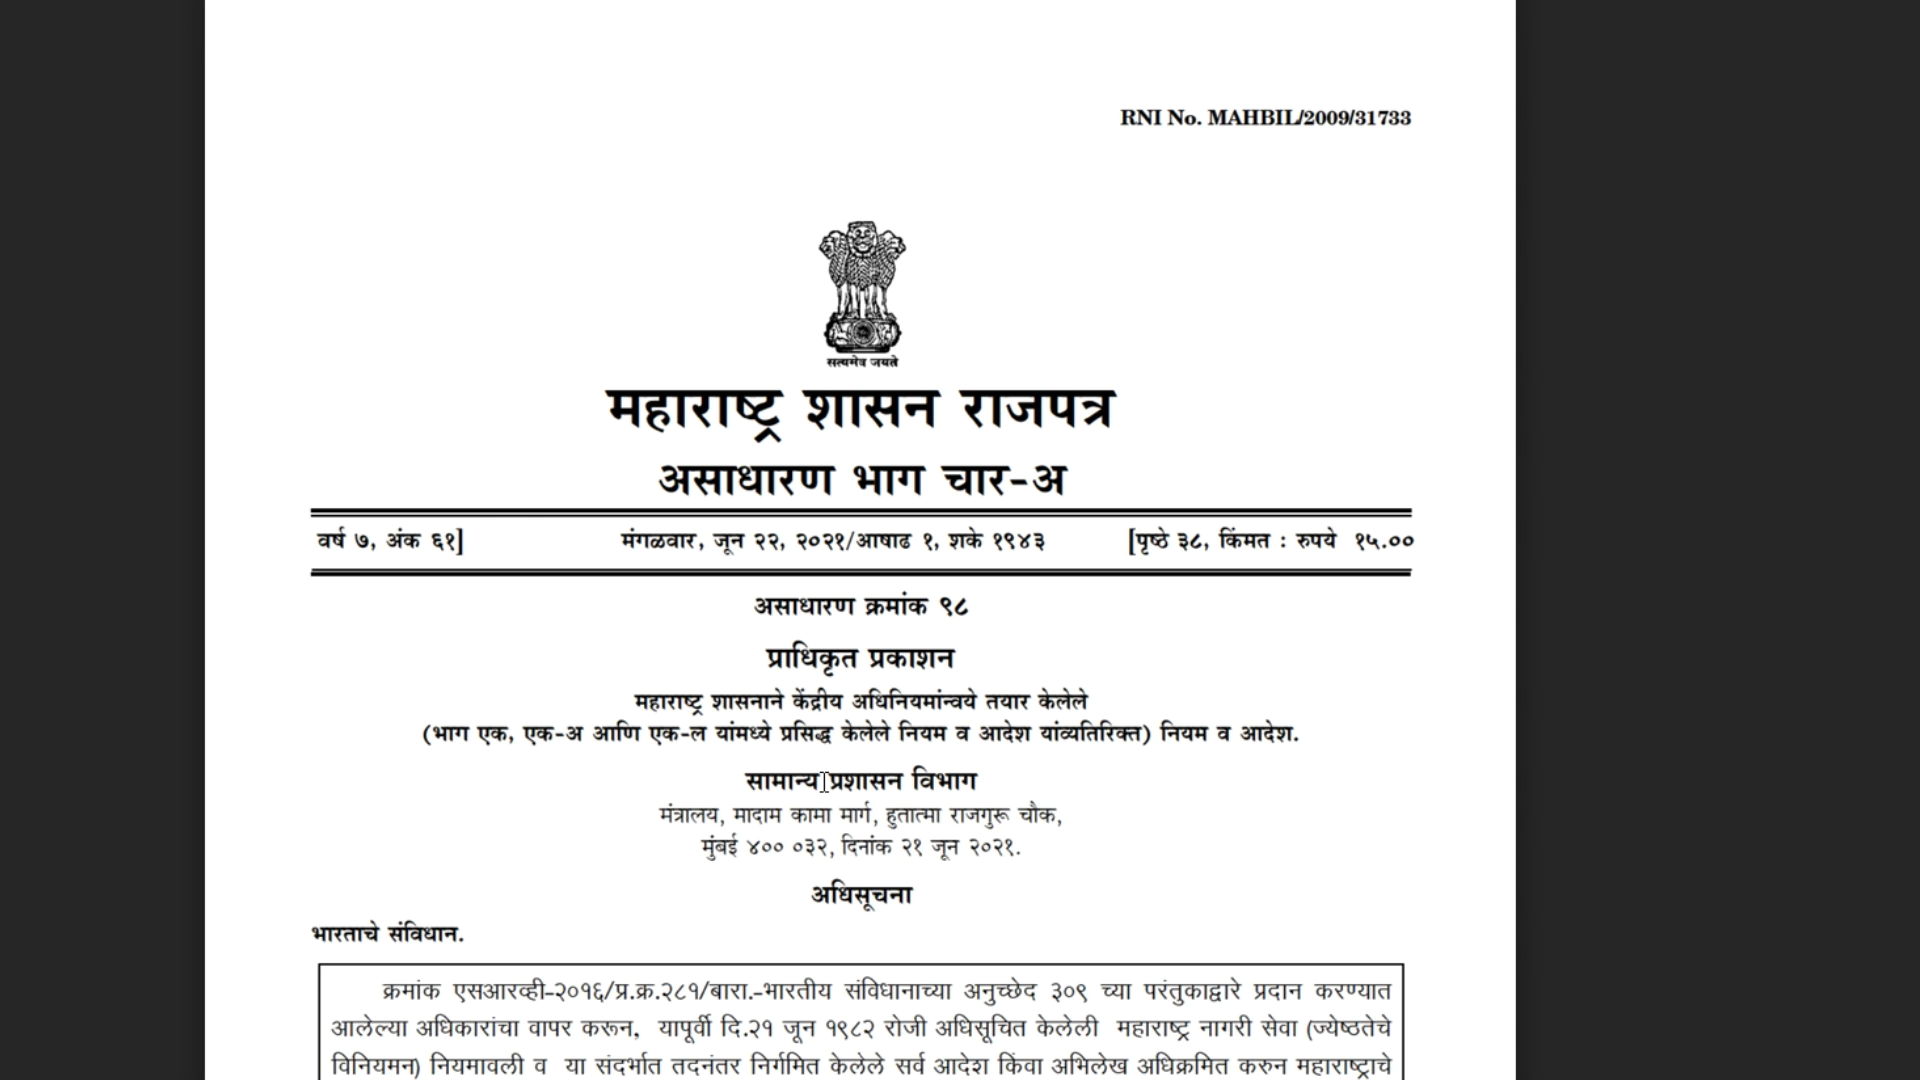 RNI No. MAHBIL/2009/31733
सत्यमेव जयते
महाराष्ट्र शासन राजपत्र
असाधारण भाग चार-अ
वर्ष ७, अंक ६१] मंगळवार, जून २२, २०२१/आषाढ १, शके १९४३ [पृष्ठे ३८, किंमत : रुपये १५.००
असाधारण क्रमांक ९८
प्राधिकृत प्रकाशन
महाराष्ट्र शासनाने केंद्रीय अधिनियमांन्वये तयार केलेले
(भाग एक, एक-अ आणि एक-ल यांमध्ये प्रसिद्ध केलेले नियम व आदेश यांव्यतिरिक्त) नियम व आदेश.
सामान्य प्रशासन विभाग
मंत्रालय, मादाम कामा मार्ग, हुतात्मा राजगुरू चौक,
मुंबई ४०० ०३२, दिनांक २१ जून २०२१.
अधिसूचना
भारताचे संविधान.
क्रमांक एसआरव्ही-२०१६/प्र.क्र.२८१/बारा.-भारतीय संविधानाच्या अनुच्छेद ३०९ च्या परंतुकाद्वारे प्रदान करण्यात
आलेल्या अधिकारांचा वापर करून, यापूर्वी दि.२१ जून १९८२ रोजी अधिसूचित केलेली महाराष्ट्र नागरी सेवा (ज्येष्ठतेचे
विनियमन) नियमावली व या संदर्भात तदनंतर निर्गमित केलेले सर्व आदेश किंवा अभिलेख अधिक्रमित करुन महाराष्ट्राचे